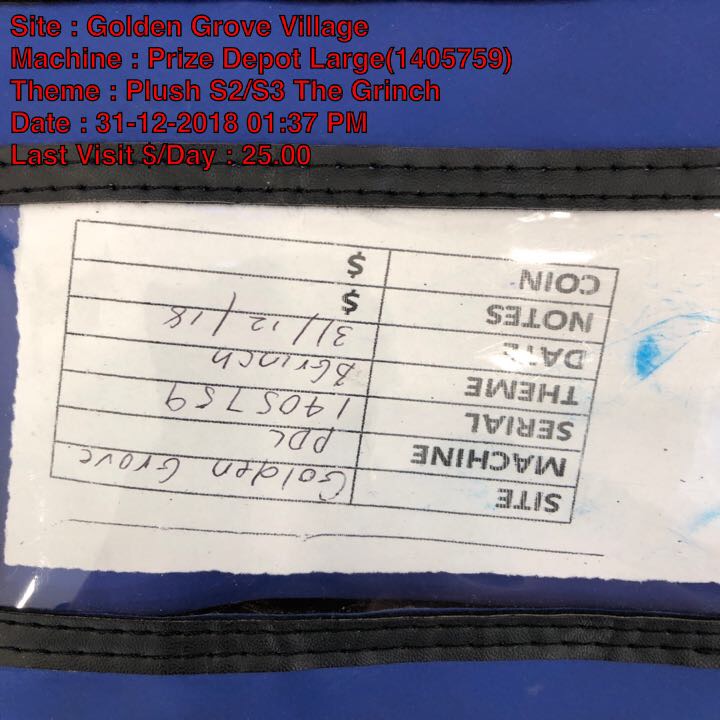 Site : Golden Grove Village
Machine : Prize Depot Large(1405759)
Theme : Plush S2/S3 The Grinch
Date : 31-12-2018 01:37 PM
Last Visit $/Day : 25.00
SITE Golden Grove
MACHINE PDL
SERIAL 1405759
THEME Grinch
DATE 31/12/18
NOTES $
COIN $